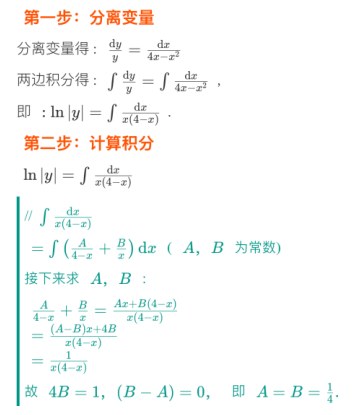 第一步：分离变量
分离变量得：dy/y = dx/(4x−x²)
两边积分得：∫ dy/y = ∫ dx/(4x−x²) ，
即 ：ln |y| = ∫ dx/(x(4−x)) .
第二步：计算积分
ln |y| = ∫ dx/(x(4−x))
// ∫ dx/(x(4−x))
= ∫ (A/(4−x) + B/x) dx ( A，B 为常数)
接下来求 A，B ：
A/(4−x) + B/x = (Ax+B(4−x))/(x(4−x))
= ((A−B)x+4B)/(x(4−x))
= 1/(x(4−x))
故 4B = 1，(B − A) = 0， 即 A = B = 1/4.